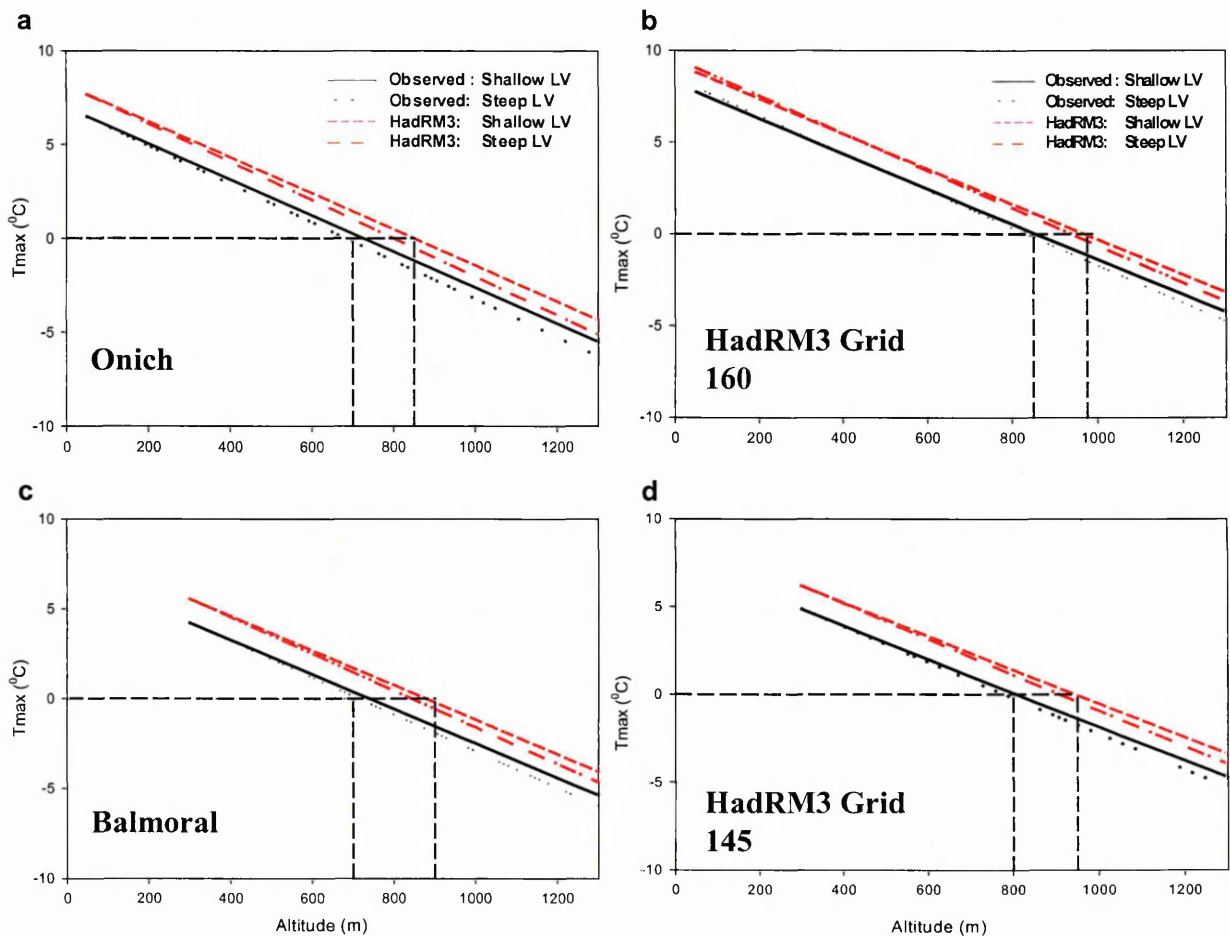 a
10
5
0
-5
-10
Tmax (⁰C)
Observed : Shallow LV
Observed: Steep LV
HadRM3: Shallow LV
HadRM3: Steep LV
Onich
0 200 400 600 800 1000 1200
b
10
5
0
-5
-10
Tmax (⁰C)
Observed : Shallow LV
Observed: Steep LV
HadRM3: Shallow LV
HadRM3: Steep LV
HadRM3 Grid
160
0 200 400 600 800 1000 1200
c
10
5
0
-5
-10
Tmax (⁰C)
Balmoral
0 200 400 600 800 1000 1200
Altitude (m)
d
10
5
0
-5
-10
Tmax (⁰C)
HadRM3 Grid
145
0 200 400 600 800 1000 1200
Altitude (m)